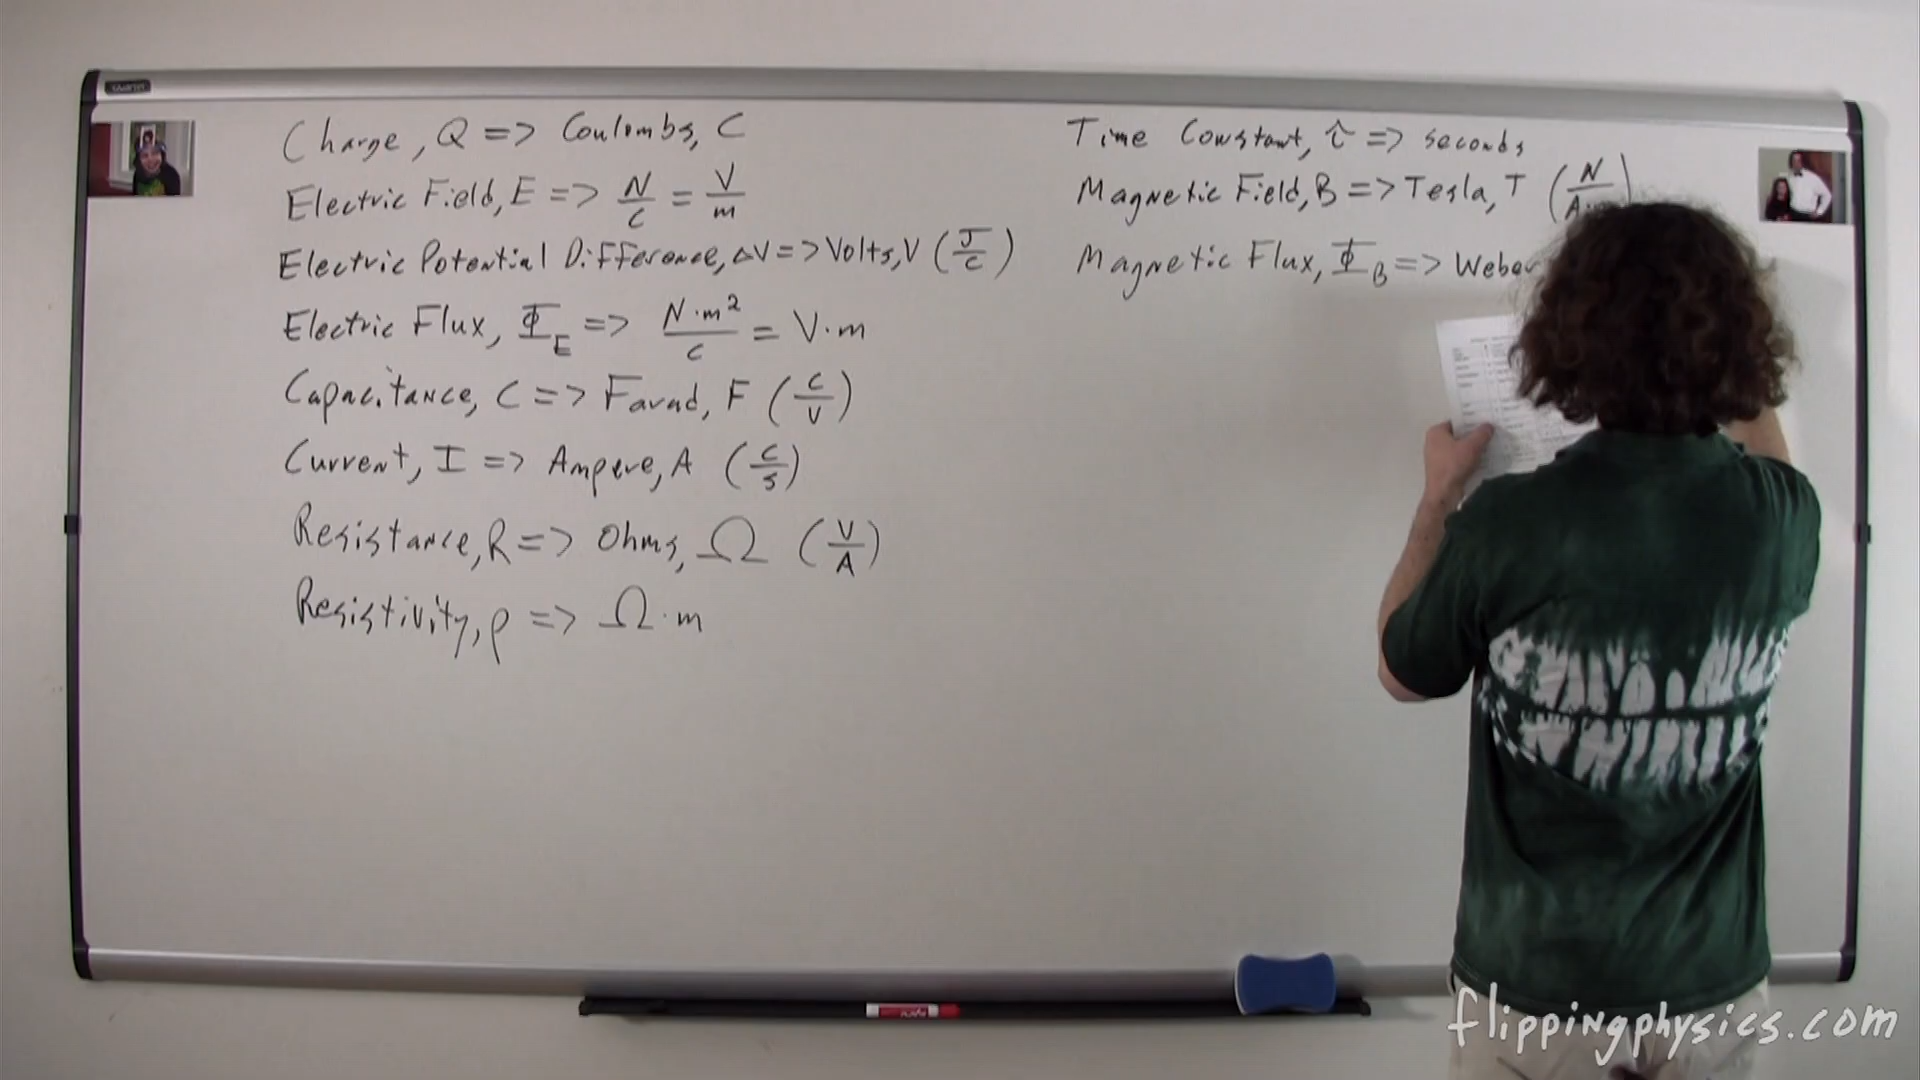 Charge, Q => Coulombs, C
Electric Field, E => N/C = V/m
Electric Potential Difference, ΔV => Volts, V (J/C)
Electric Flux, Φ_E => N·m²/C = V·m
Capacitance, C => Farad, F (C/V)
Current, I => Ampere, A (C/s)
Resistance, R => Ohms, Ω (V/A)
Resistivity, ρ => Ω·m
Time Constant, τ => seconds
Magnetic Field, B => Tesla, T (N/A·m)
Magnetic Flux, Φ_B => Weber
flippingphysics.com